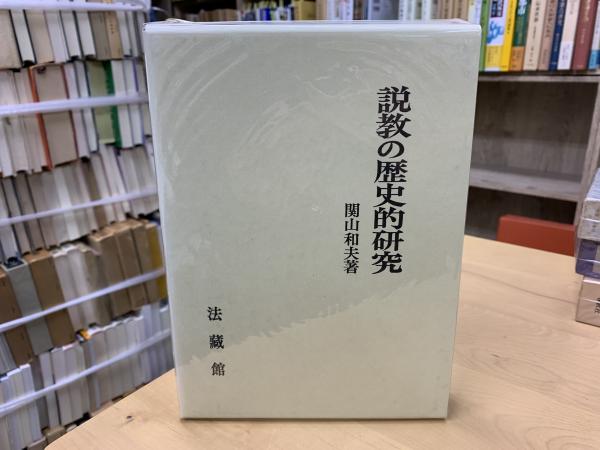 説教の歴史的研究
関山和夫著
法藏館